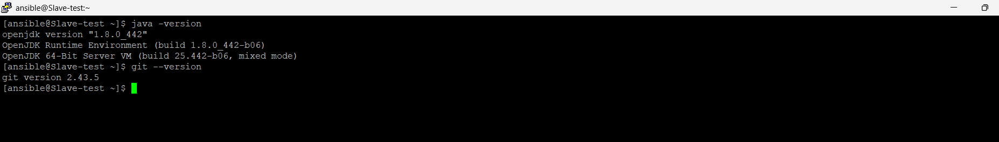 ansible@Slave-test:~
[ansible@Slave-test ~]$ java -version
openjdk version "1.8.0_442"
OpenJDK Runtime Environment (build 1.8.0_442-b06)
OpenJDK 64-Bit Server VM (build 25.442-b06, mixed mode)
[ansible@Slave-test ~]$ git --version
git version 2.43.5
[ansible@Slave-test ~]$